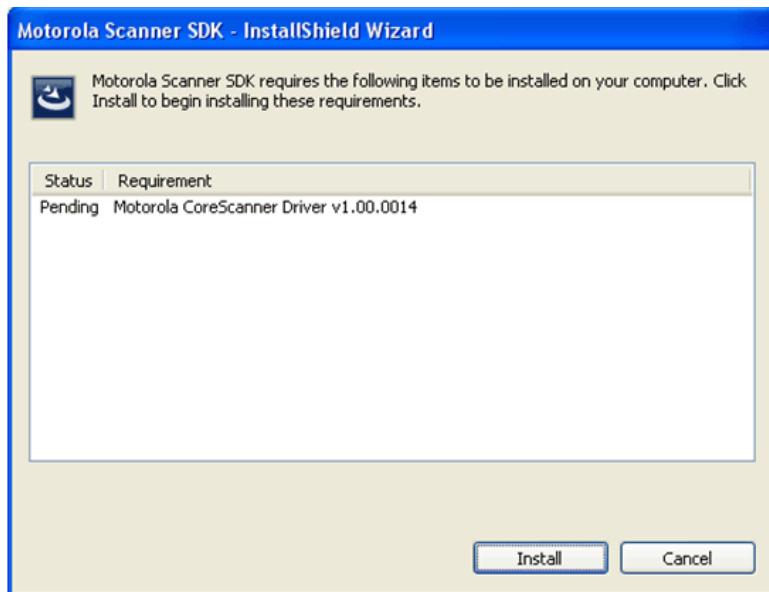 Motorola Scanner SDK - InstallShield Wizard
Motorola Scanner SDK requires the following items to be installed on your computer. Click
Install to begin installing these requirements.
Status Requirement
Pending Motorola CoreScanner Driver v1.00.0014
Install Cancel